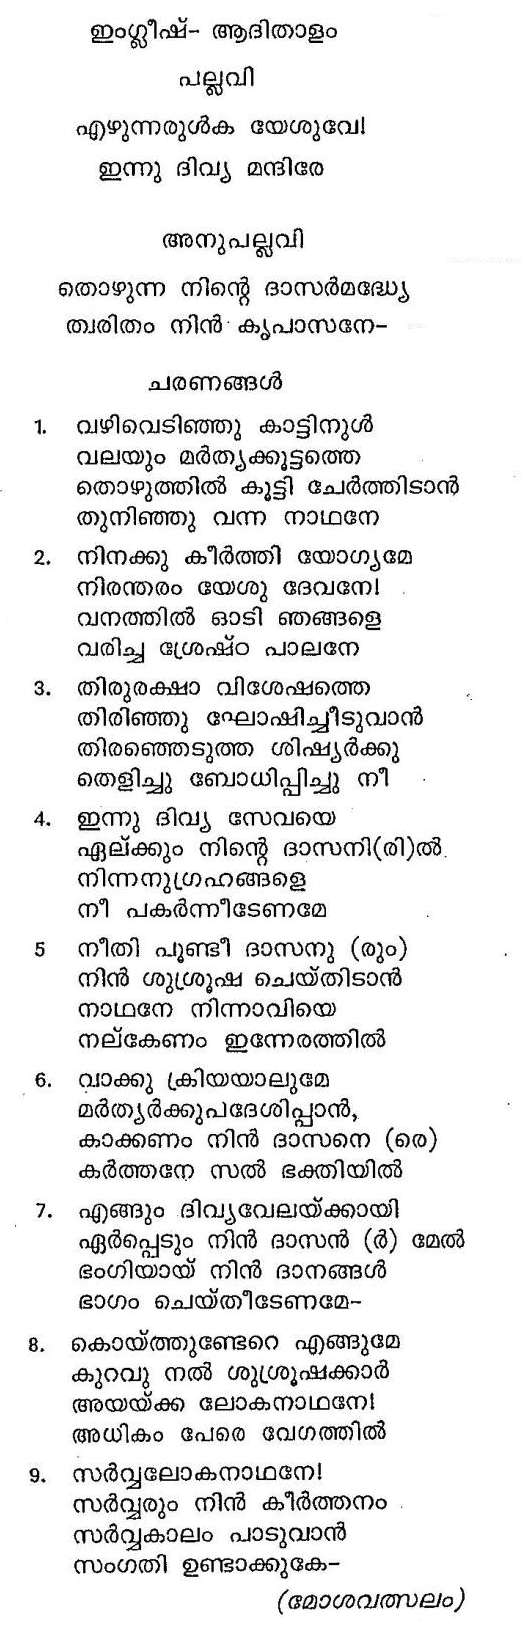 ഇംഗ്ലീഷ്- ആദിതാളം
പല്ലവി
എഴുന്നരുൾക യേശുവേ!
ഇന്നു ദിവ്യ മന്ദിരേ
അനുപല്ലവി
തൊഴുന്ന നിന്റെ ദാസർമദ്ധ്യേ
ത്വരിതം നിൻ കൃപാസനേ-
ചരണങ്ങൾ
1. വഴിവെടിഞ്ഞു കാട്ടിനുൾ
വലയും മർത്യക്കൂട്ടത്തെ
തൊഴുത്തിൽ കൂട്ടി ചേർത്തിടാൻ
തുനിഞ്ഞു വന്ന നാഥനേ
2. നിനക്കു കീർത്തി യോഗ്യമേ
നിരന്തരം യേശു ദേവനേ!
വനത്തിൽ ഓടി ഞങ്ങളെ
വരിച്ച ശ്രേഷ്ഠ പാലനേ
3. തിരുരക്ഷാ വിശേഷത്തെ
തിരിഞ്ഞു ഘോഷിച്ചീടുവാൻ
തിരഞ്ഞെടുത്ത ശിഷ്യർക്കു
തെളിച്ചു ബോധിപ്പിച്ചു നീ
4. ഇന്നു ദിവ്യ സേവയെ
ഏല്ക്കും നിന്റെ ദാസനി(രി)ൽ
നിന്നനുഗ്രഹങ്ങളെ
നീ പകർന്നീടേണമേ
5 നീതി പൂണ്ടീ ദാസനു (രും)
നിൻ ശുശ്രൂഷ ചെയ്തിടാൻ
നാഥനേ നിന്നാവിയെ
നല്കേണം ഇന്നേരത്തിൽ
6. വാക്കു ക്രിയയാലുമേ
മർത്യർക്കുപദേശിപ്പാൻ,
കാക്കണം നിൻ ദാസനെ (രെ)
കർത്തനേ സൽ ഭക്തിയിൽ
7. എങ്ങും ദിവ്യവേലയ്ക്കായി
ഏർപ്പെടും നിൻ ദാസൻ (ർ) മേൽ
ഭംഗിയായ് നിൻ ദാനങ്ങൾ
ഭാഗം ചെയ്തീടേണമേ-
8. കൊയ്ത്തുണ്ടേറെ എങ്ങുമേ
കുറവു നൽ ശുശ്രൂഷക്കാർ
അയയ്ക്ക ലോകനാഥനേ!
അധികം പേരെ വേഗത്തിൽ
9. സർവ്വലോകനാഥനേ!
സർവ്വരും നിൻ കീർത്തനം
സർവ്വകാലം പാടുവാൻ
സംഗതി ഉണ്ടാക്കുകേ-
(മോശവത്സലം)